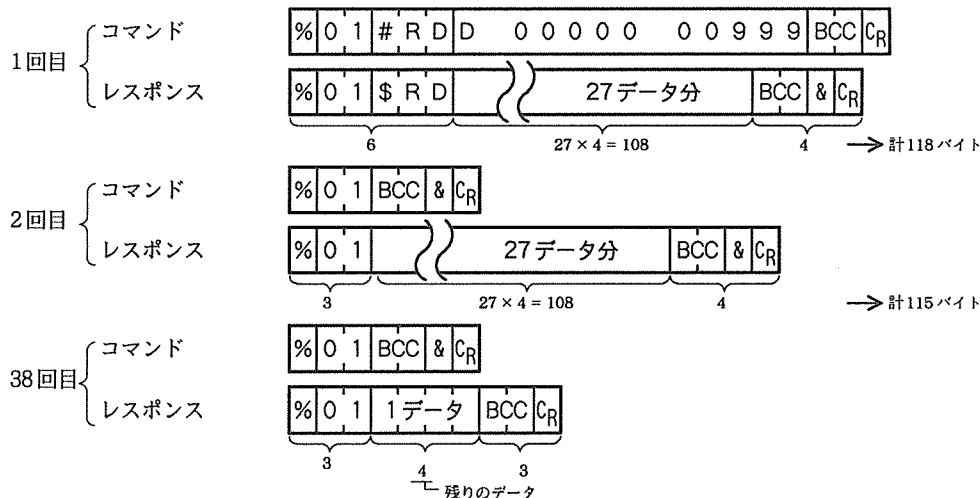 1回目
コマンド
% 0 1 # R D D 0 0 0 0 0 0 0 9 9 9 BCC CR
レスポンス
% 0 1 $ R D 27データ分 BCC & CR
6
27×4=108
4
計118バイト
2回目
コマンド
% 0 1 BCC & CR
レスポンス
% 0 1 27データ分 BCC & CR
3
27×4=108
4
計115バイト
38回目
コマンド
% 0 1 BCC & CR
レスポンス
% 0 1 1データ BCC CR
3
4
3
残りのデータ